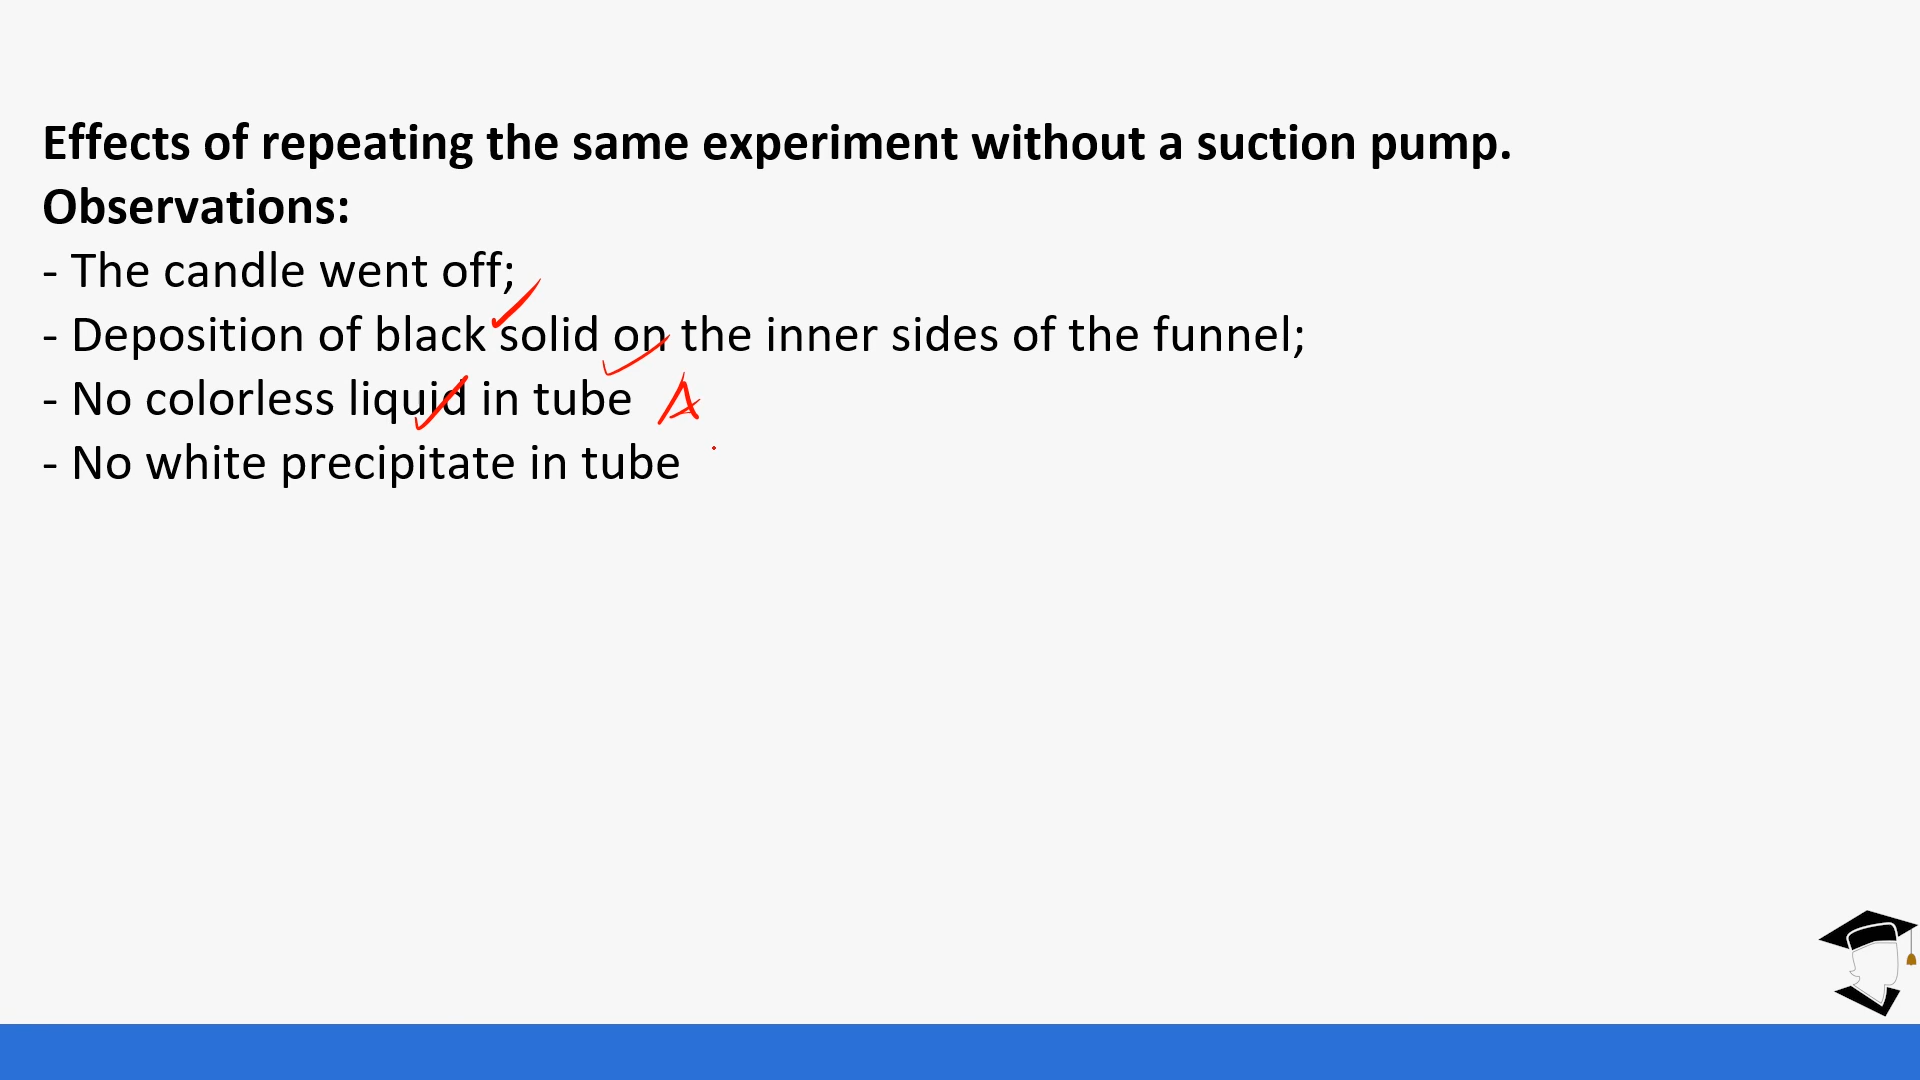 Effects of repeating the same experiment without a suction pump.
Observations:
- The candle went off;
- Deposition of black solid on the inner sides of the funnel;
- No colorless liquid in tube A
- No white precipitate in tube